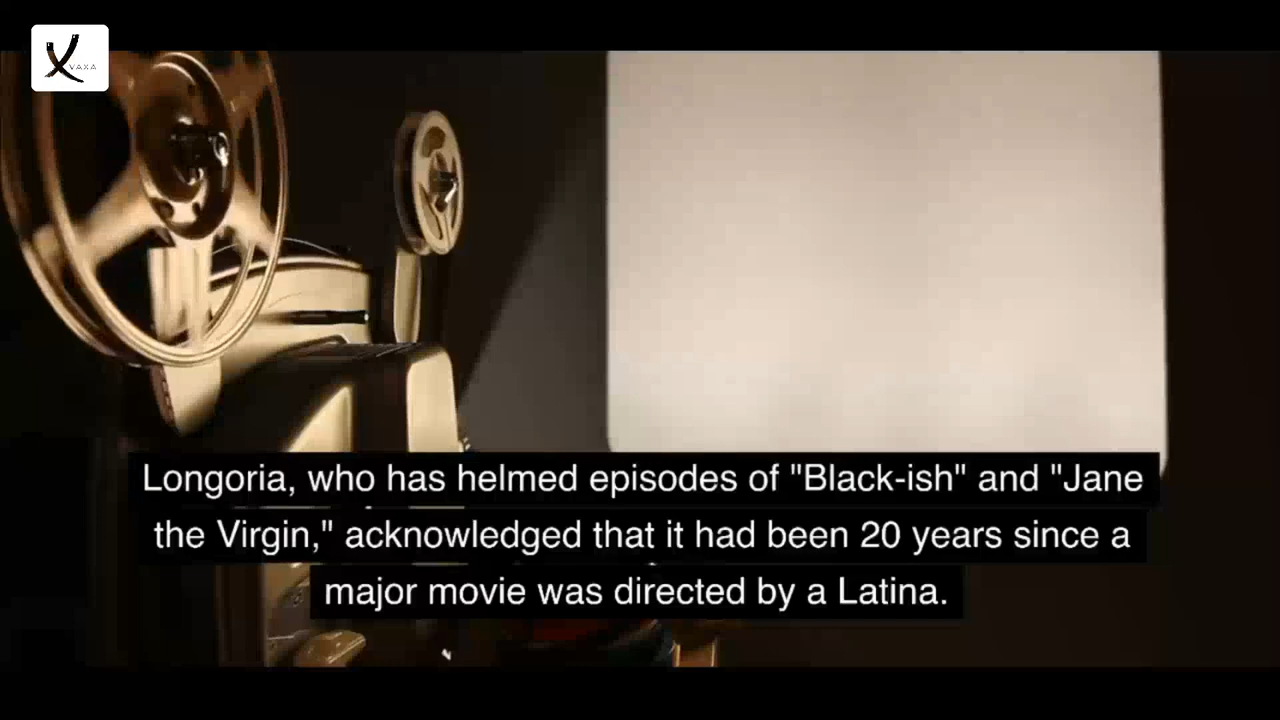 VAXA
Longoria, who has helmed episodes of "Black-ish" and "Jane
the Virgin," acknowledged that it had been 20 years since a
major movie was directed by a Latina.